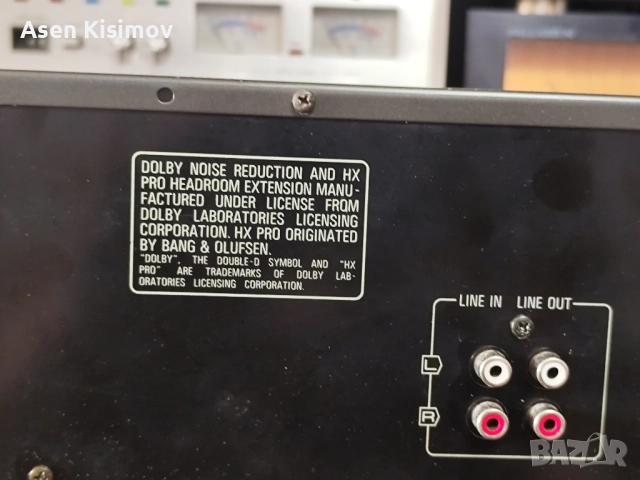 Asen Kisimov
DOLBY NOISE REDUCTION AND HX
PRO HEADROOM EXTENSION MANU-
FACTURED UNDER LICENSE FROM
DOLBY LABORATORIES LICENSING
CORPORATION. HX PRO ORIGINATED
BY BANG & OLUFSEN.
"DOLBY", THE DOUBLE-D SYMBOL AND "HX
PRO" ARE TRADEMARKS OF DOLBY LAB-
ORATORIES LICENSING CORPORATION.
LINE IN LINE OUT
L
R
BAZAR